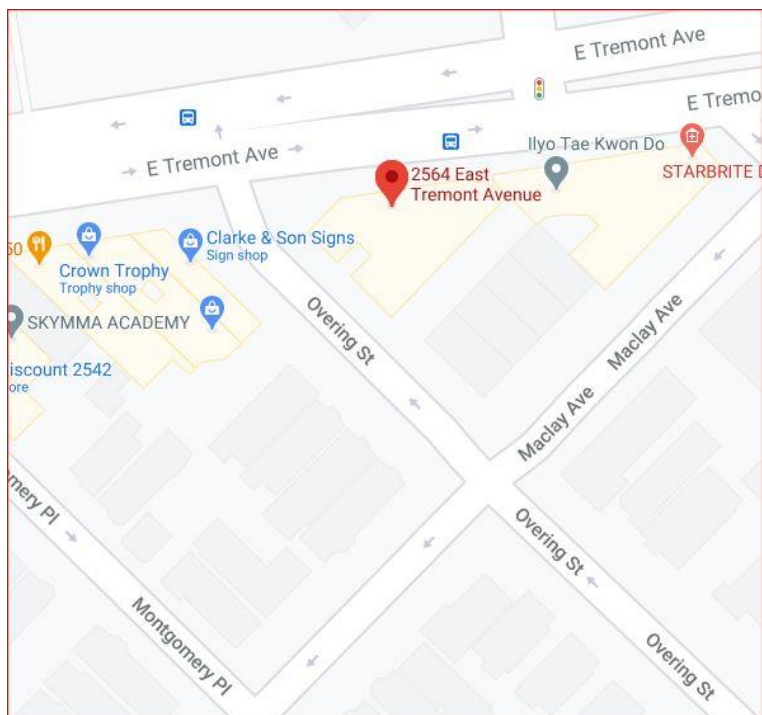 E Tremont Ave
E Tremo
E Tremont Ave
Ilyo Tae Kwon Do
STARBRITE D
2564 East
Tremont Avenue
50
Crown Trophy
Trophy shop
Clarke & Son Signs
Sign shop
SKYMMA ACADEMY
iscount 2542
ore
Overing St
Maclay Ave
Maclay Ave
omery Pl
Montgomery Pl
Overing St
Overing St